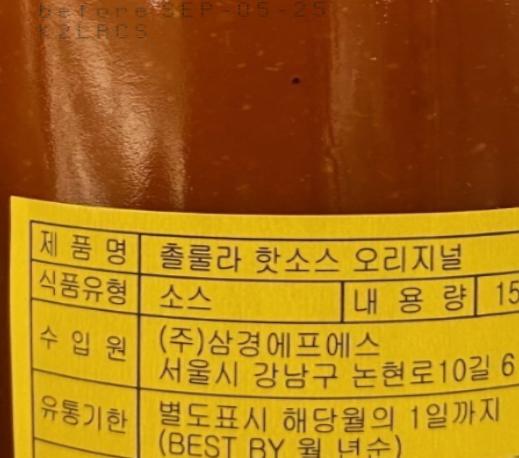 before SEP-05-25
K2LACS
제 품 명 촐룰라 핫소스 오리지널
식품유형 소스 내 용 량 15
수 입 원 (주)삼경에프에스
서울시 강남구 논현로10길 6
유통기한 별도표시 해당월의 1일까지
(BEST BY 월 년순)